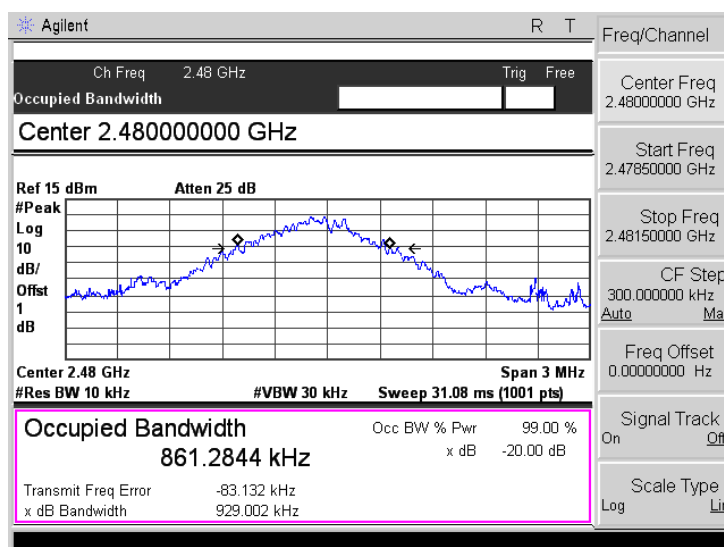 Agilent
R T
Ch Freq 2.48 GHz
Trig Free
Occupied Bandwidth
Center 2.480000000 GHz
Ref 15 dBm
Atten 25 dB
#Peak
Log
10
dB/
Offst
1
dB
Center 2.48 GHz
Span 3 MHz
#Res BW 10 kHz
#VBW 30 kHz
Sweep 31.08 ms (1001 pts)
Occupied Bandwidth
861.2844 kHz
Occ BW % Pwr 99.00 %
x dB -20.00 dB
Transmit Freq Error -83.132 kHz
x dB Bandwidth 929.002 kHz
Freq/Channel
Center Freq
2.48000000 GHz
Start Freq
2.47850000 GHz
Stop Freq
2.48150000 GHz
CF Step
300.000000 kHz
Auto Ma
Freq Offset
0.00000000 Hz
Signal Track
On Off
Scale Type
Log Lin